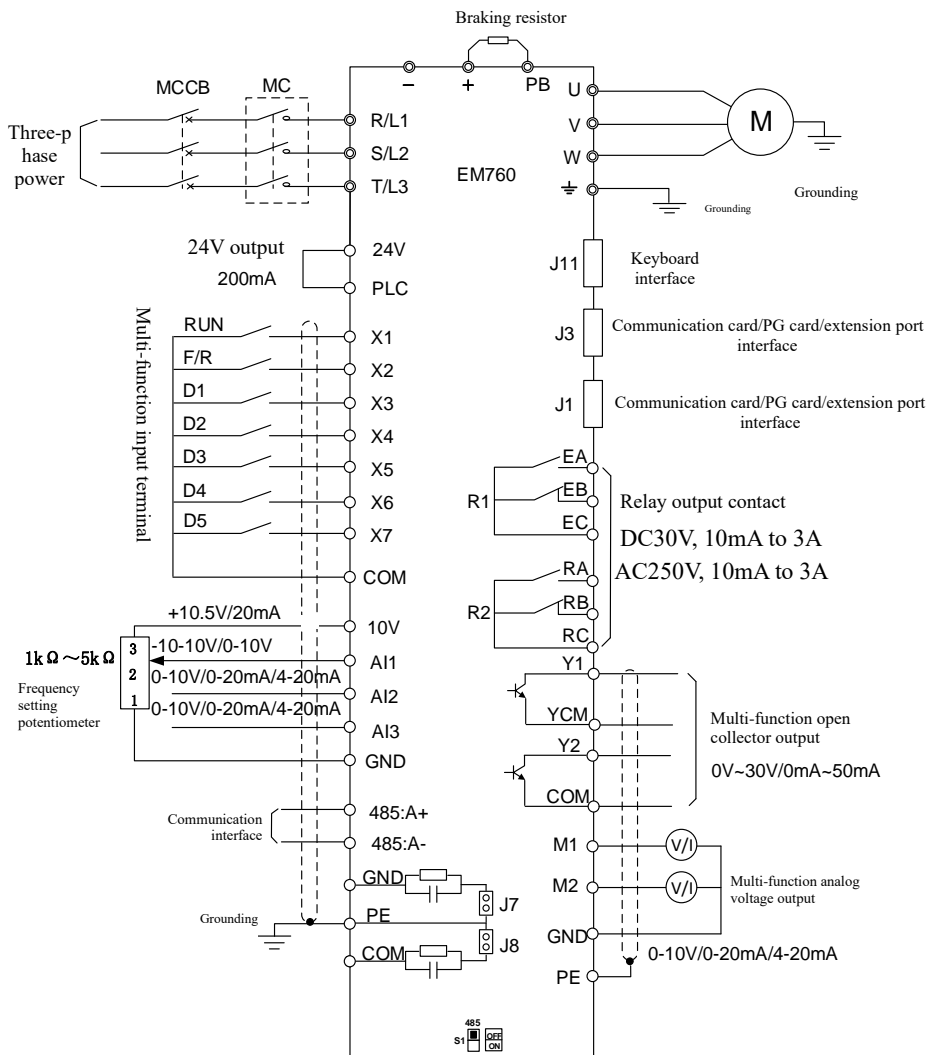 Braking resistor
MCCB
MC
−
+
PB
Three-p
hase
power
R/L1
S/L2
T/L3
EM760
U
V
W
M
Grounding
Grounding
24V output
200mA
24V
PLC
J11
Keyboard
interface
J3
Communication card/PG card/extension port
interface
J1
Communication card/PG card/extension port
interface
Multi-function input terminal
RUN
X1
F/R
X2
D1
X3
D2
X4
D3
X5
D4
X6
D5
X7
COM
R1
EA
EB
EC
R2
RA
RB
RC
Relay output contact
DC30V, 10mA to 3A
AC250V, 10mA to 3A
+10.5V/20mA
10V
1kΩ～5kΩ
3
2
1
-10-10V/0-10V
AI1
0-10V/0-20mA/4-20mA
AI2
0-10V/0-20mA/4-20mA
AI3
GND
Frequency
setting
potentiometer
Y1
YCM
Y2
COM
Multi-function open
collector output
0V~30V/0mA~50mA
Communication
interface
485:A+
485:A-
M1
V/I
M2
V/I
GND
Multi-function analog
voltage output
0-10V/0-20mA/4-20mA
PE
GND
J7
Grounding
PE
COM
J8
485
S1
OFF
ON